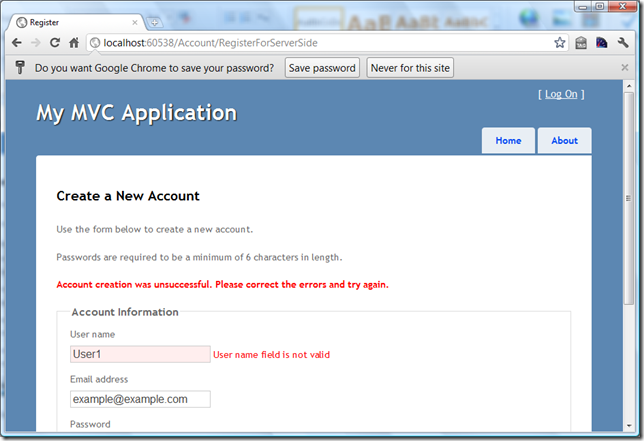 Register
localhost:60538/Account/RegisterForServerSide
Do you want Google Chrome to save your password? Save password Never for this site
[ Log On ]
My MVC Application
Home About
Create a New Account
Use the form below to create a new account.
Passwords are required to be a minimum of 6 characters in length.
Account creation was unsuccessful. Please correct the errors and try again.
Account Information
User name
User1 User name field is not valid
Email address
example@example.com
Password